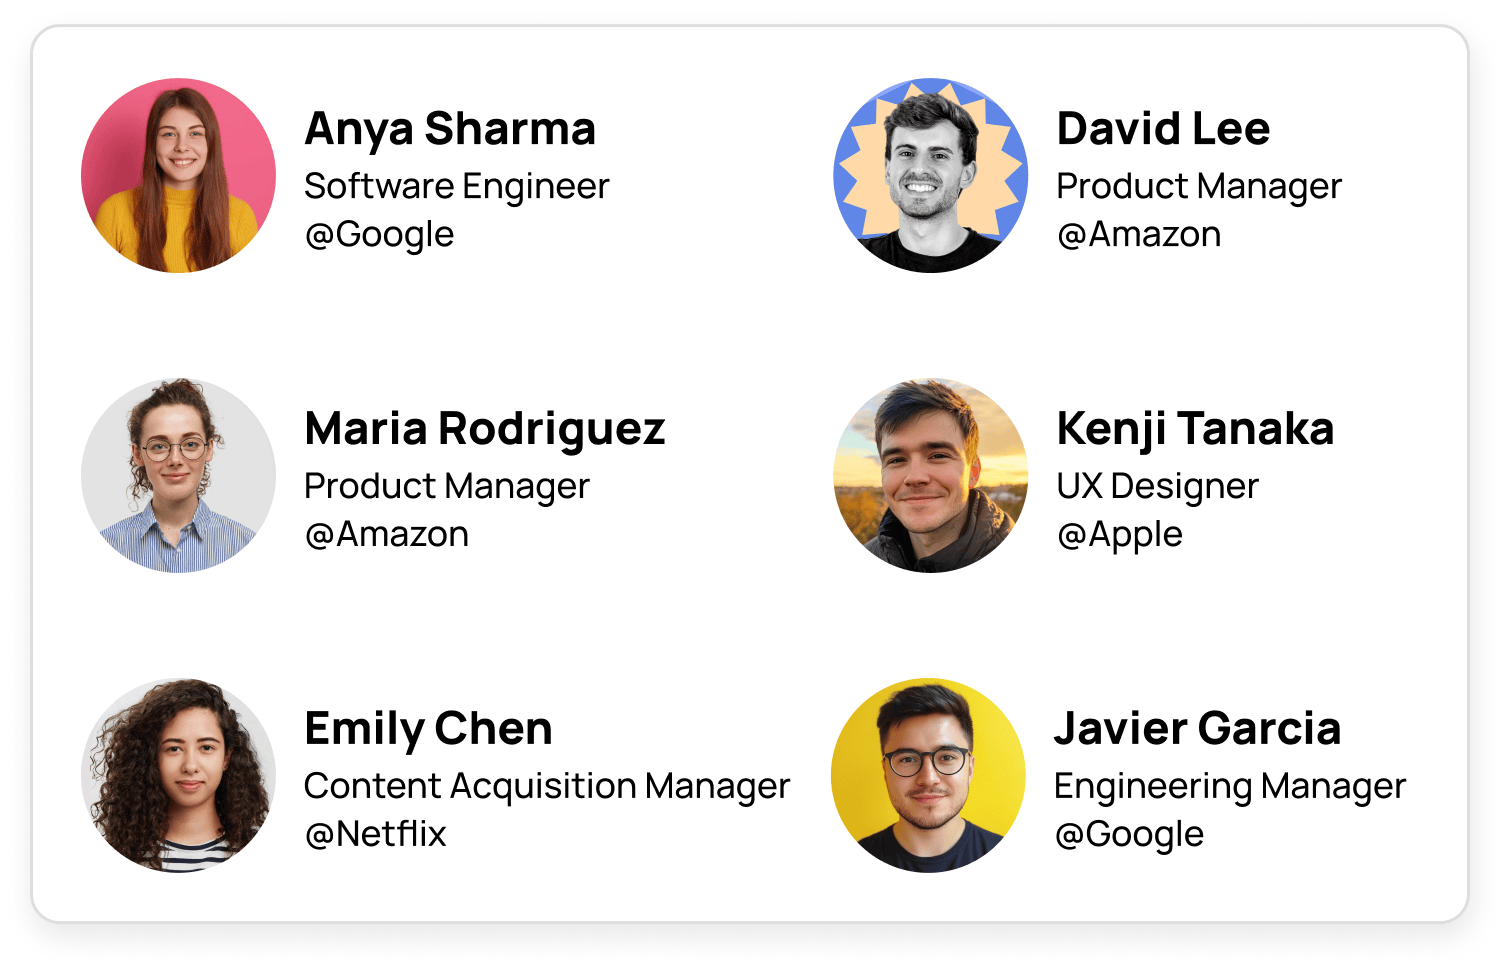 Anya Sharma
Software Engineer
@Google
David Lee
Product Manager
@Amazon
Maria Rodriguez
Product Manager
@Amazon
Kenji Tanaka
UX Designer
@Apple
Emily Chen
Content Acquisition Manager
@Netflix
Javier Garcia
Engineering Manager
@Google